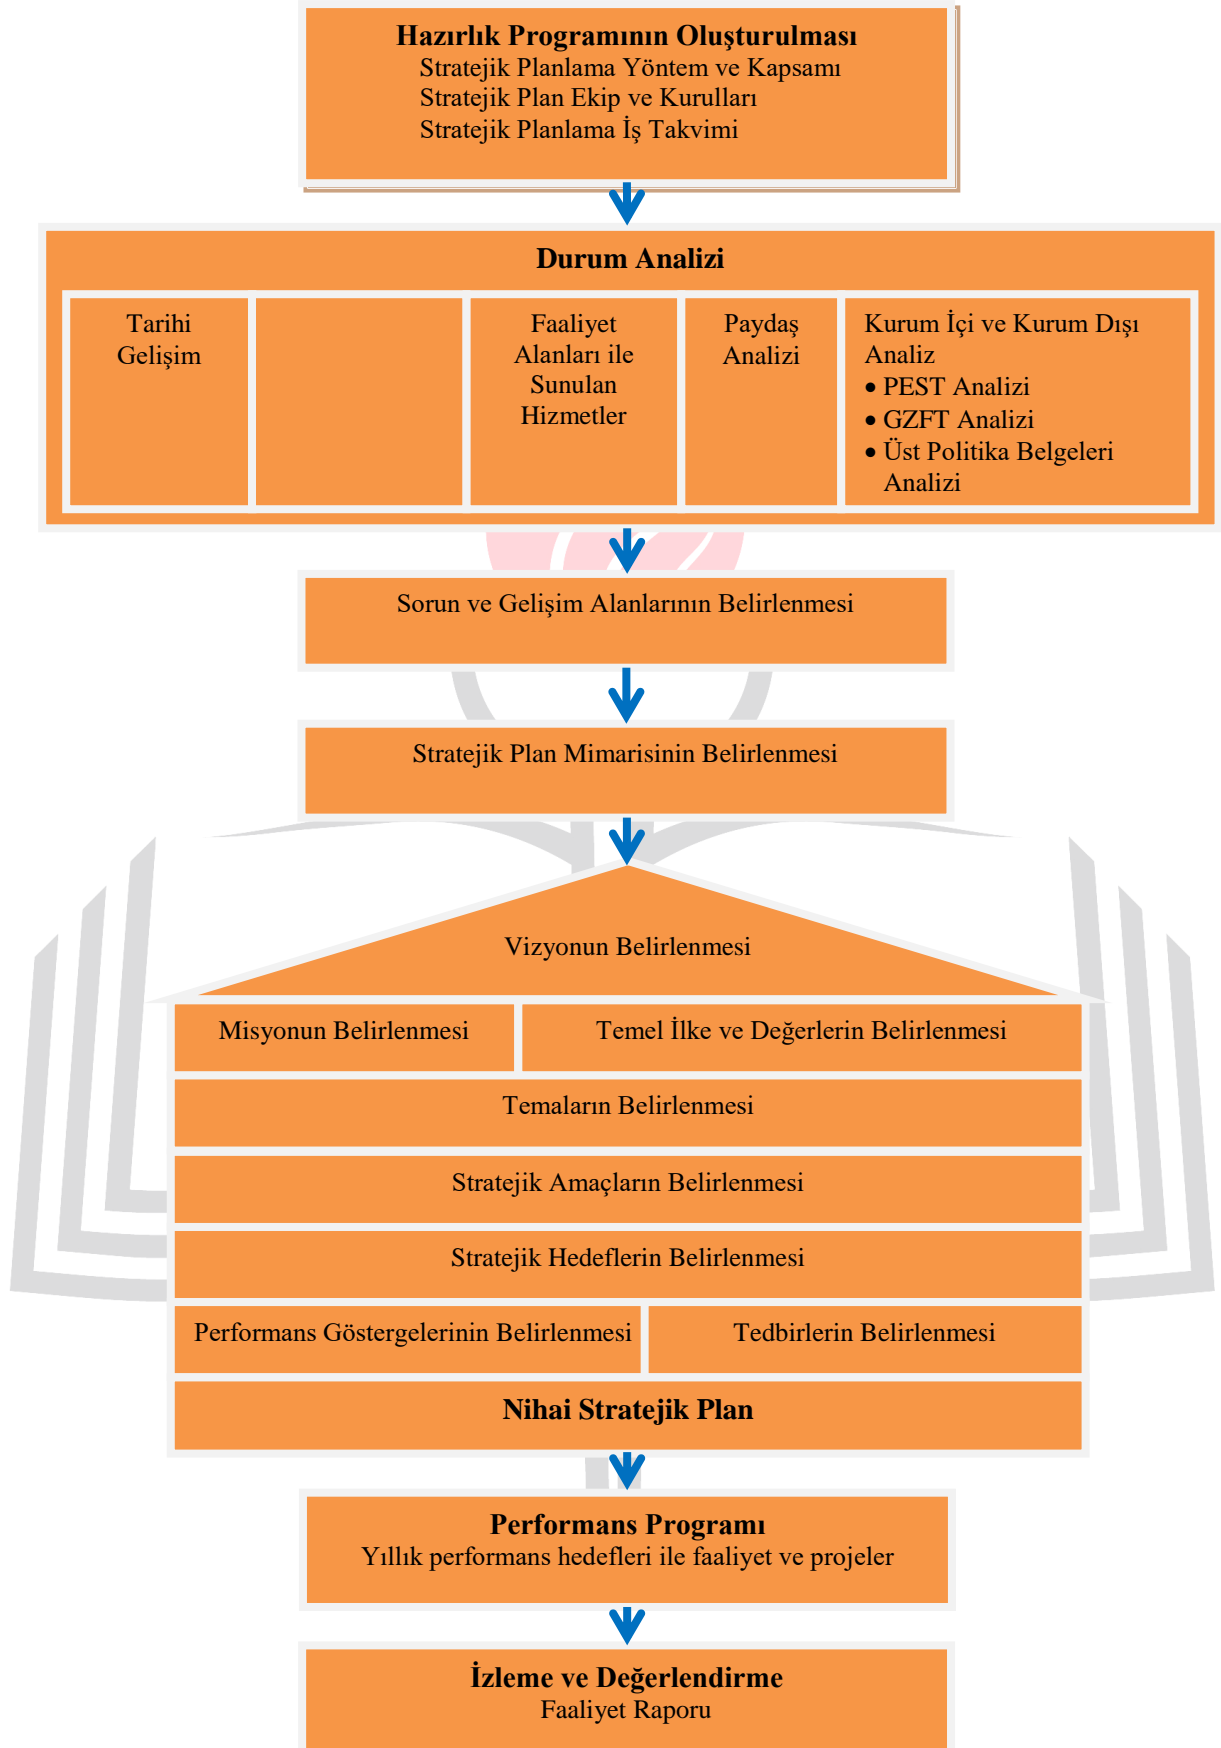 Hazırlık Programının Oluşturulması
Stratejik Planlama Yöntem ve Kapsamı
Stratejik Plan Ekip ve Kurulları
Stratejik Planlama İş Takvimi
Durum Analizi
Tarihi
Gelişim
Faaliyet
Alanları ile
Sunulan
Hizmetler
Paydaş
Analizi
Kurum İçi ve Kurum Dışı
Analiz
• PEST Analizi
• GZFT Analizi
• Üst Politika Belgeleri
Analizi
Sorun ve Gelişim Alanlarının Belirlenmesi
Stratejik Plan Mimarisinin Belirlenmesi
Vizyonun Belirlenmesi
Misyonun Belirlenmesi
Temel İlke ve Değerlerin Belirlenmesi
Temaların Belirlenmesi
Stratejik Amaçların Belirlenmesi
Stratejik Hedeflerin Belirlenmesi
Performans Göstergelerinin Belirlenmesi
Tedbirlerin Belirlenmesi
Nihai Stratejik Plan
Performans Programı
Yıllık performans hedefleri ile faaliyet ve projeler
İzleme ve Değerlendirme
Faaliyet Raporu